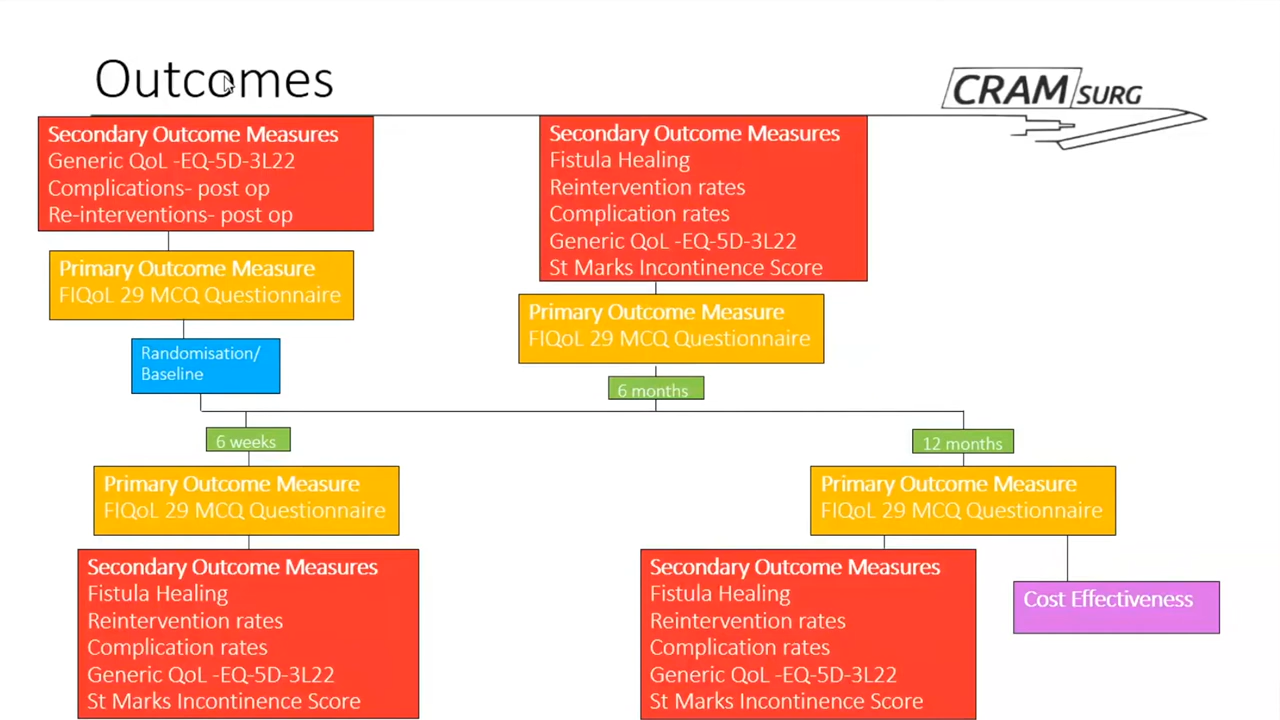 Outcomes
CRAM SURG
Secondary Outcome Measures
Generic QoL -EQ-5D-3L22
Complications- post op
Re-interventions- post op
Primary Outcome Measure
FIQoL 29 MCQ Questionnaire
Randomisation/
Baseline
Secondary Outcome Measures
Fistula Healing
Reintervention rates
Complication rates
Generic QoL -EQ-5D-3L22
St Marks Incontinence Score
Primary Outcome Measure
FIQoL 29 MCQ Questionnaire
6 months
6 weeks
Primary Outcome Measure
FIQoL 29 MCQ Questionnaire
Secondary Outcome Measures
Fistula Healing
Reintervention rates
Complication rates
Generic QoL -EQ-5D-3L22
St Marks Incontinence Score
12 months
Primary Outcome Measure
FIQoL 29 MCQ Questionnaire
Secondary Outcome Measures
Fistula Healing
Reintervention rates
Complication rates
Generic QoL -EQ-5D-3L22
St Marks Incontinence Score
Cost Effectiveness